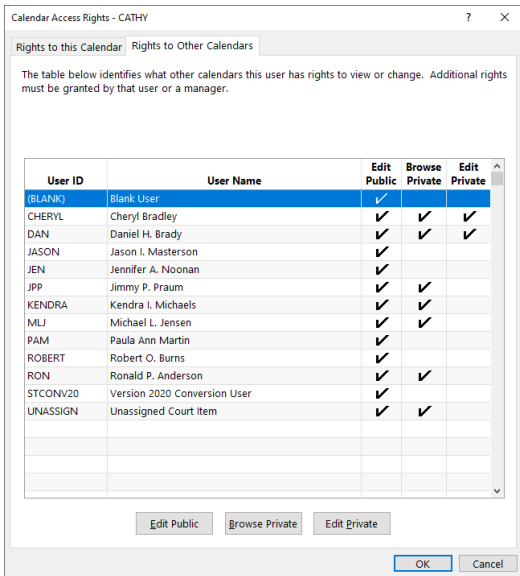 Calendar Access Rights - CATHY ? ×
Rights to this Calendar Rights to Other Calendars
The table below identifies what other calendars this user has rights to view or change. Additional rights
must be granted by that user or a manager.
User ID User Name Edit Public Browse Private Edit Private
(BLANK) Blank User ✓
CHERYL Cheryl Bradley ✓ ✓ ✓
DAN Daniel H. Brady ✓ ✓ ✓
JASON Jason I. Masterson ✓
JEN Jennifer A. Noonan ✓
JPP Jimmy P. Praum ✓ ✓
KENDRA Kendra I. Michaels ✓ ✓
MLJ Michael L. Jensen ✓ ✓
PAM Paula Ann Martin ✓
ROBERT Robert O. Burns ✓
RON Ronald P. Anderson ✓ ✓
STCONV20 Version 2020 Conversion User ✓
UNASSIGN Unassigned Court Item ✓ ✓
Edit Public Browse Private Edit Private
OK Cancel